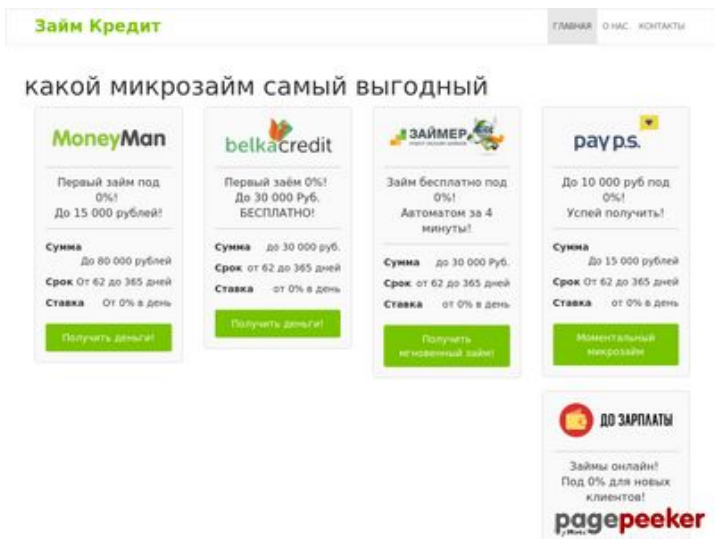 Займ Кредит
ГЛАВНАЯ О НАС КОНТАКТЫ
какой микрозайм самый выгодный
MoneyMan
Первый займ под
0%!
До 15 000 рублей!
Сумма
До 80 000 рублей
Срок От 62 до 365 дней
Ставка От 0% в день
Получить деньги!
belkacredit
Первый заём 0%!
До 30 000 Руб.
БЕСПЛАТНО!
Сумма до 30 000 руб.
Срок от 62 до 365 дней
Ставка от 0% в день
Получить деньги!
ЗАЙМЕР
Займ бесплатно под
0%!
Автоматом за 4
минуты!
Сумма до 30 000 Руб.
Срок от 62 до 365 дней
Ставка от 0% в день
Получить
мгновенный займ!
pay p.s.
До 10 000 руб под
0%!
Успей получить!
Сумма
До 15 000 рублей
Срок От 62 до 365 дней
Ставка от 0% в день
Моментальный
микрозайм
ДО ЗАРПЛАТЫ
Займы онлайн!
Под 0% для новых
клиентов!
pagepeeker